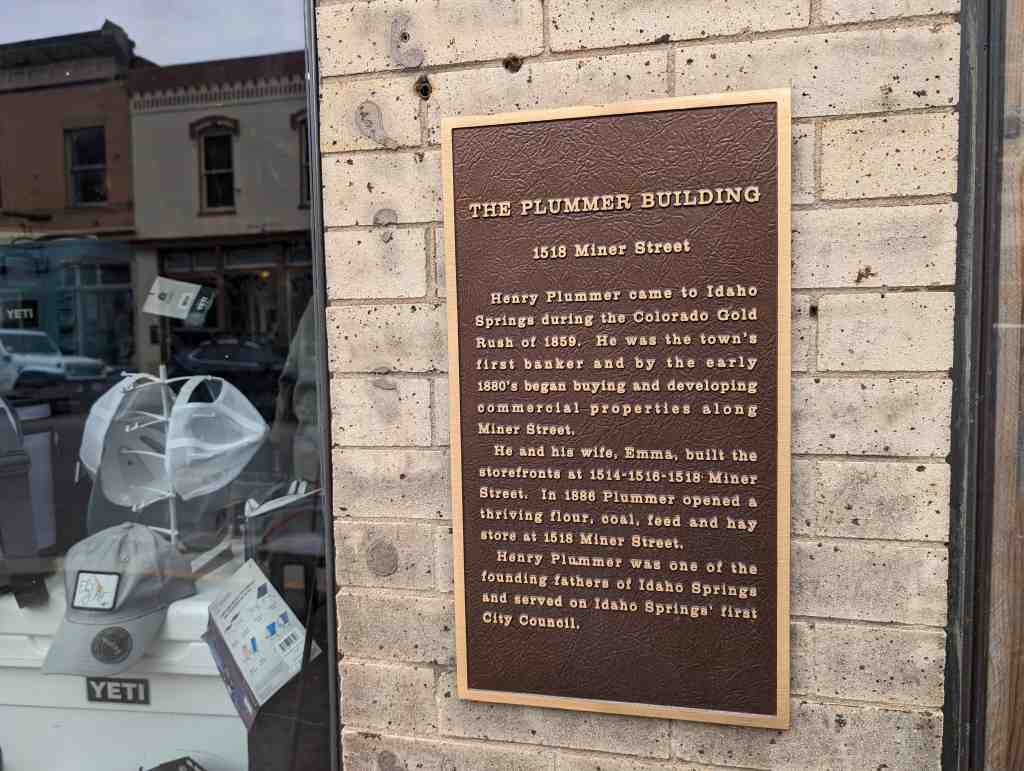 THE PLUMMER BUILDING
1518 Miner Street
Henry Plummer came to Idaho
Springs during the Colorado Gold
Rush of 1859. He was the town's
first banker and by the early
1880's began buying and developing
commercial properties along
Miner Street.
He and his wife, Emma, built the
storefronts at 1514-1516-1518 Miner
Street. In 1886 Plummer opened a
thriving flour, coal, feed and hay
store at 1518 Miner Street.
Henry Plummer was one of the
founding fathers of Idaho Springs
and served on Idaho Springs' first
City Council.
YETI
YETI